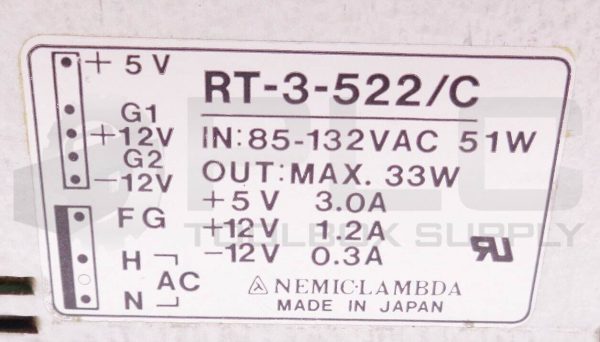 + 5 V
G1
+12V
G2
−12V
FG
H
AC
N
RT-3-522/C
IN:85-132VAC 51W
OUT:MAX. 33W
+5V 3.0A
+12V 1.2A
−12V 0.3A
NEMIC-LAMBDA
MADE IN JAPAN
PLC
TOOLBOX SUPPLY